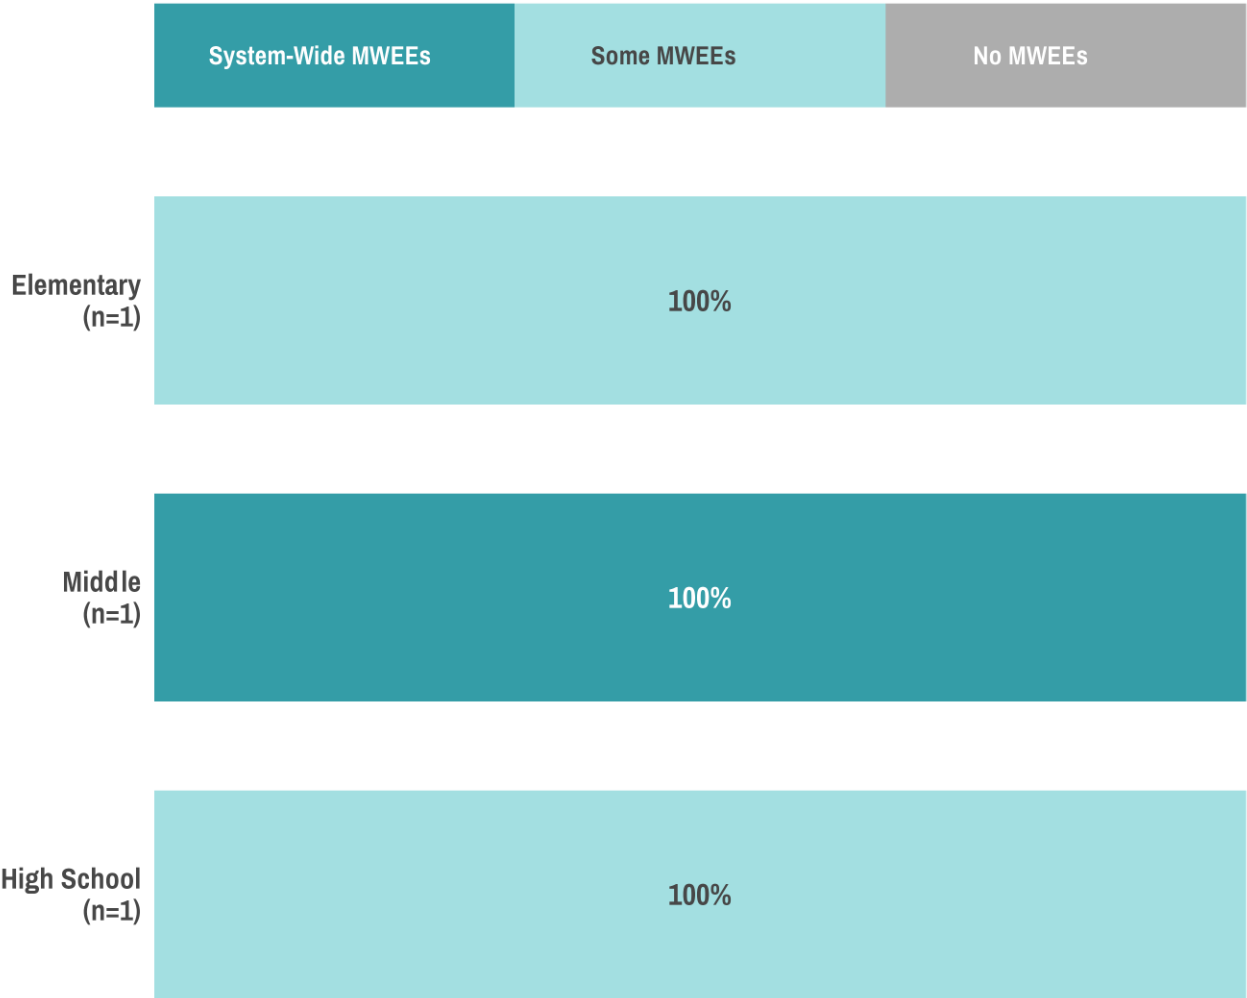 System-Wide MWEEs Some MWEEs No MWEEs
Elementary
(n=1)
100%
Middle
(n=1)
100%
High School
(n=1)
100%